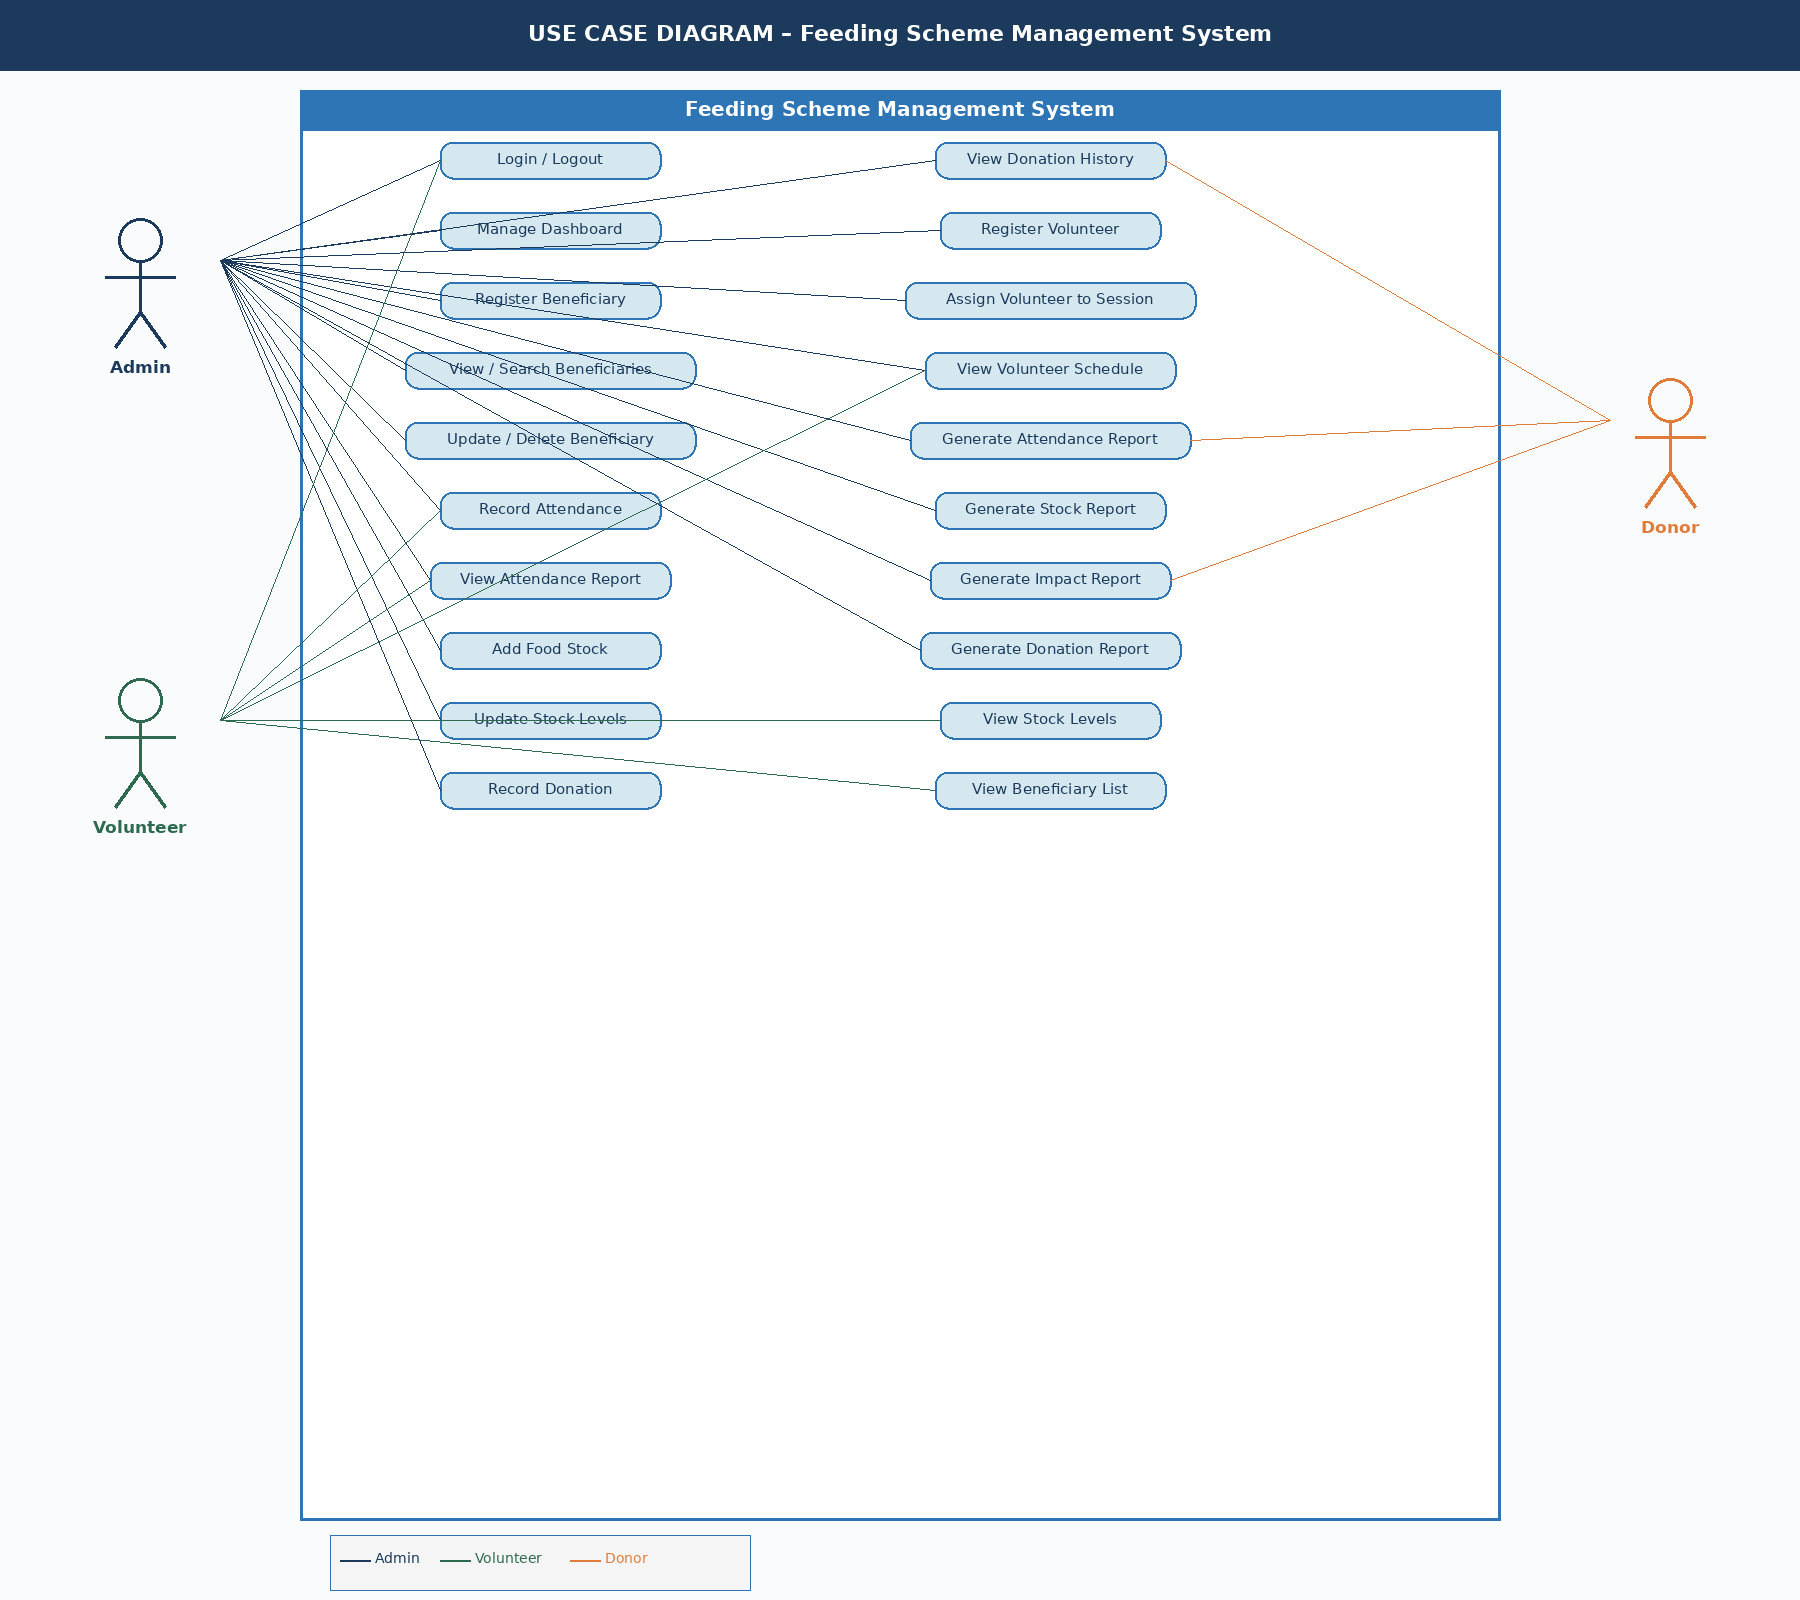 USE CASE DIAGRAM – Feeding Scheme Management System
Feeding Scheme Management System
Login / Logout
View Donation History
Manage Dashboard
Register Volunteer
Register Beneficiary
Assign Volunteer to Session
View / Search Beneficiaries
View Volunteer Schedule
Admin
Update / Delete Beneficiary
Generate Attendance Report
Record Attendance
Generate Stock Report
Donor
View Attendance Report
Generate Impact Report
Add Food Stock
Generate Donation Report
Update Stock Levels
View Stock Levels
Record Donation
View Beneficiary List
Volunteer
Admin
Volunteer
Donor